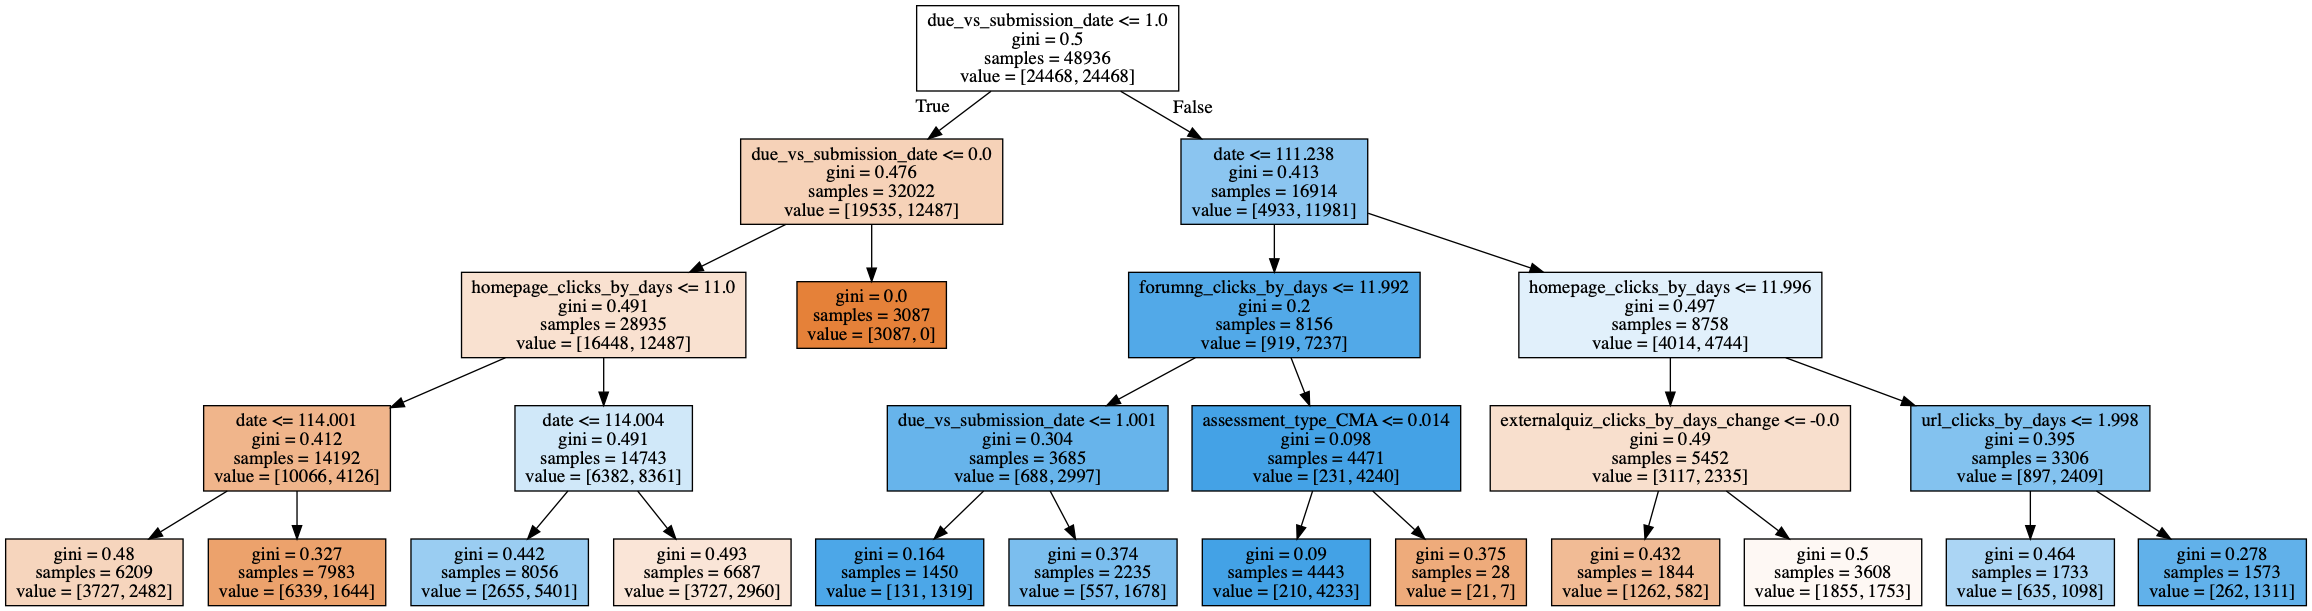 due_vs_submission_date <= 1.0
gini = 0.5
samples = 48936
value = [24468, 24468]
True
False
due_vs_submission_date <= 0.0
gini = 0.476
samples = 32022
value = [19535, 12487]
date <= 111.238
gini = 0.413
samples = 16914
value = [4933, 11981]
homepage_clicks_by_days <= 11.0
gini = 0.491
samples = 28935
value = [16448, 12487]
gini = 0.0
samples = 3087
value = [3087, 0]
forumng_clicks_by_days <= 11.992
gini = 0.2
samples = 8156
value = [919, 7237]
homepage_clicks_by_days <= 11.996
gini = 0.497
samples = 8758
value = [4014, 4744]
date <= 114.001
gini = 0.412
samples = 14192
value = [10066, 4126]
date <= 114.004
gini = 0.491
samples = 14743
value = [6382, 8361]
due_vs_submission_date <= 1.001
gini = 0.304
samples = 3685
value = [688, 2997]
assessment_type_CMA <= 0.014
gini = 0.098
samples = 4471
value = [231, 4240]
externalquiz_clicks_by_days_change <= -0.0
gini = 0.49
samples = 5452
value = [3117, 2335]
url_clicks_by_days <= 1.998
gini = 0.395
samples = 3306
value = [897, 2409]
gini = 0.48
samples = 6209
value = [3727, 2482]
gini = 0.327
samples = 7983
value = [6339, 1644]
gini = 0.442
samples = 8056
value = [2655, 5401]
gini = 0.493
samples = 6687
value = [3727, 2960]
gini = 0.164
samples = 1450
value = [131, 1319]
gini = 0.374
samples = 2235
value = [557, 1678]
gini = 0.09
samples = 4443
value = [210, 4233]
gini = 0.375
samples = 28
value = [21, 7]
gini = 0.432
samples = 1844
value = [1262, 582]
gini = 0.5
samples = 3608
value = [1855, 1753]
gini = 0.464
samples = 1733
value = [635, 1098]
gini = 0.278
samples = 1573
value = [262, 1311]